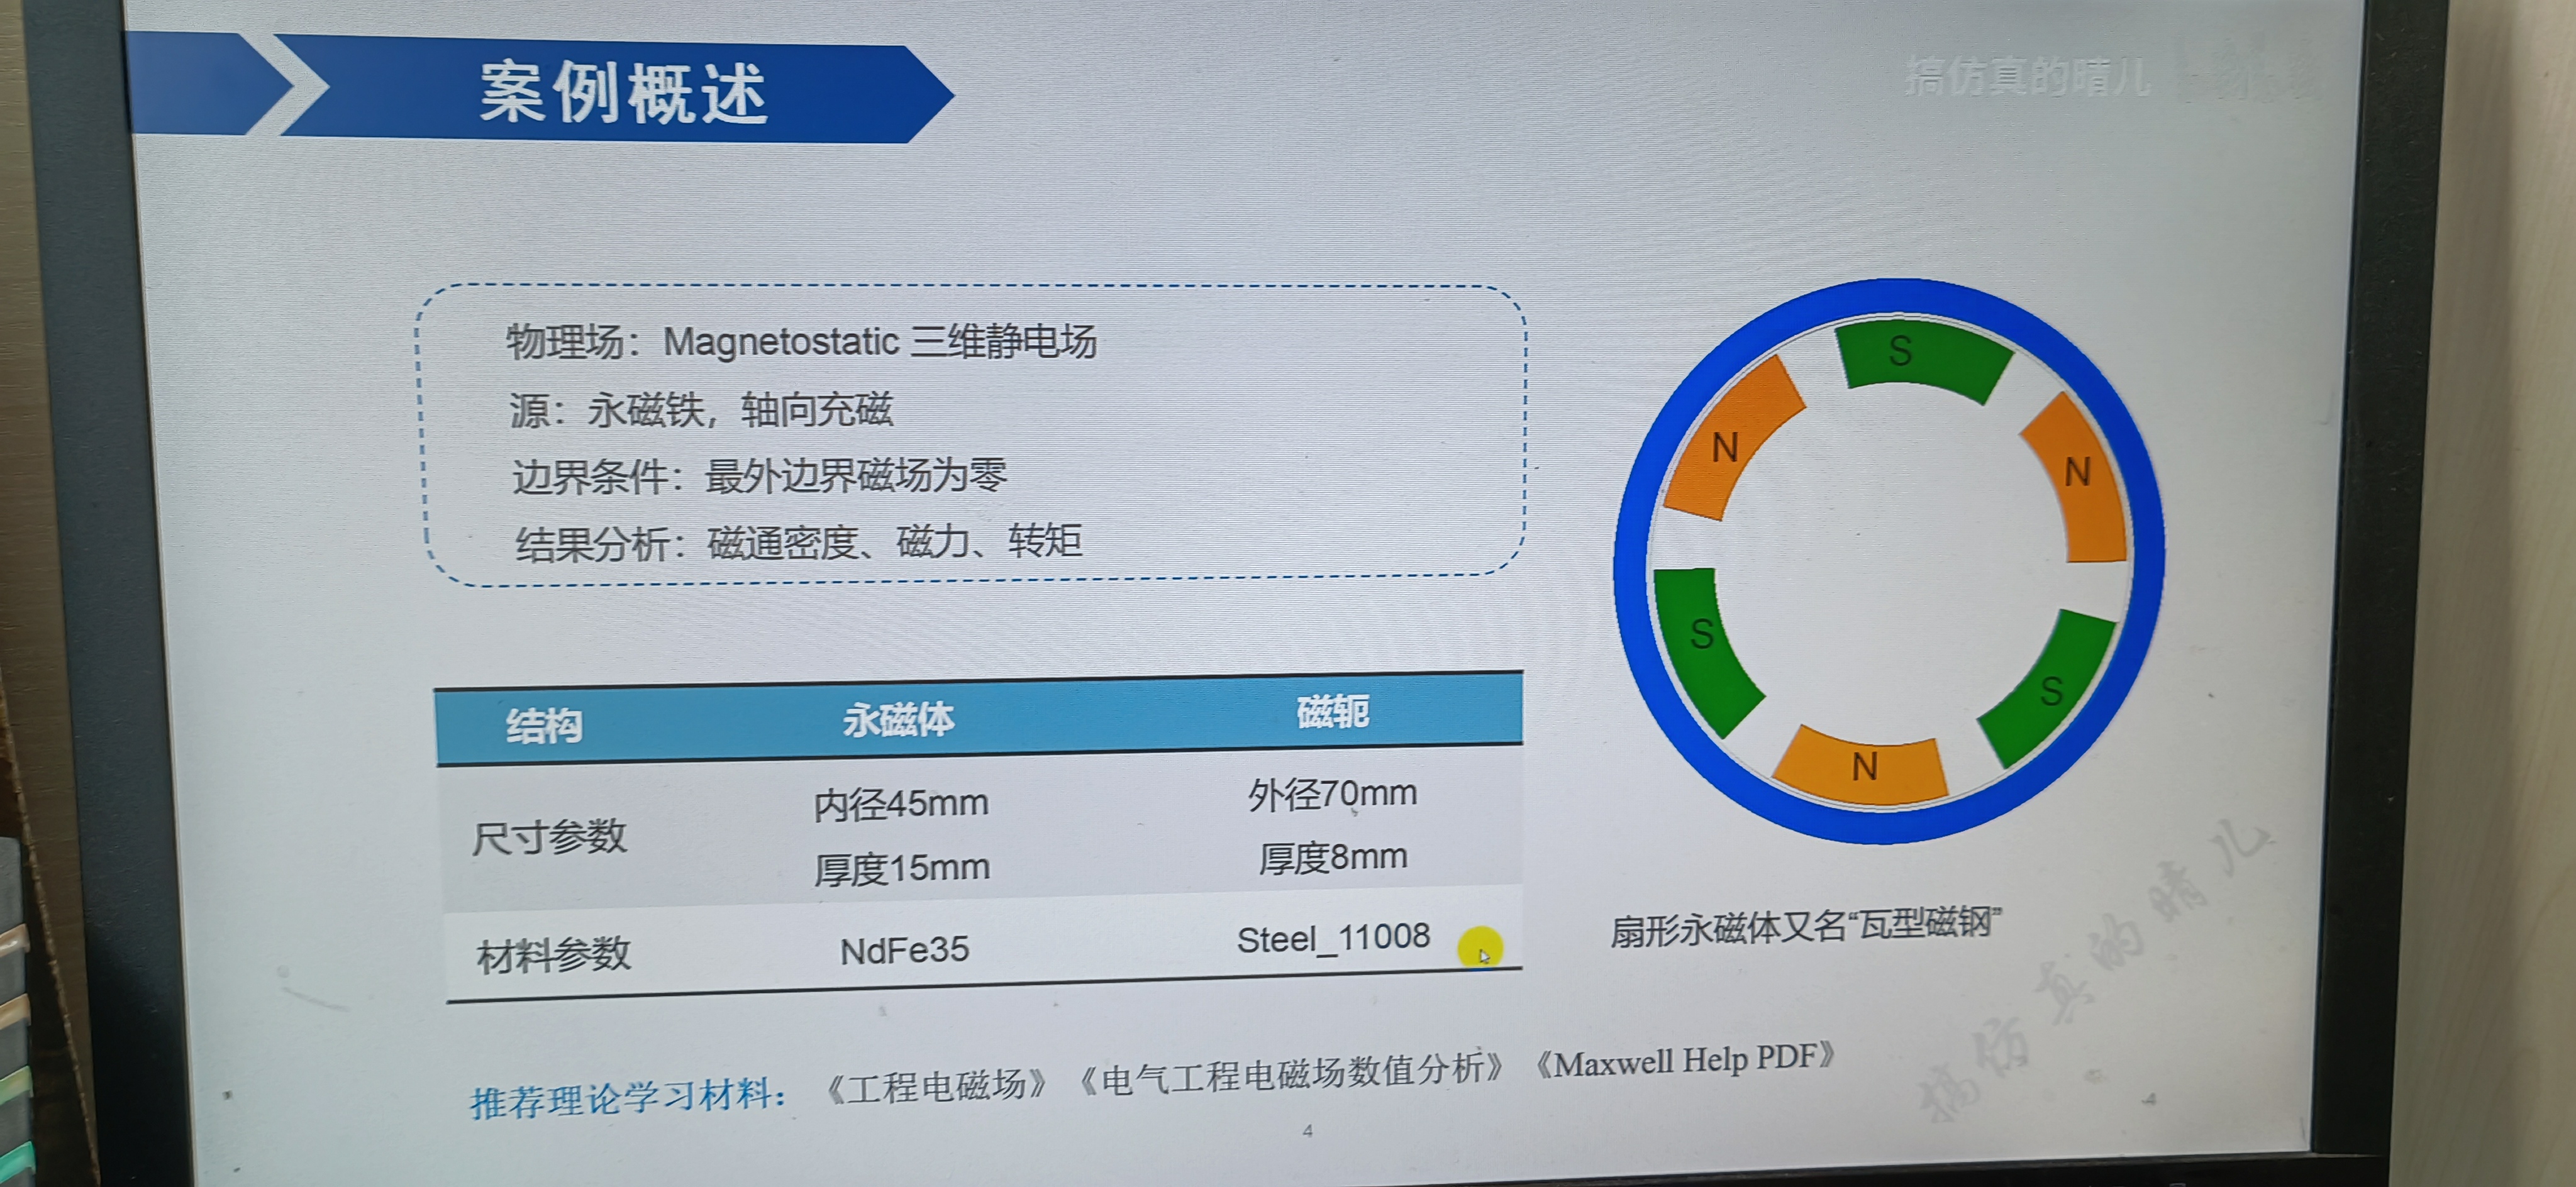 案例概述
搞仿真的晴儿
物理场：Magnetostatic 三维静电场
源：永磁铁，轴向充磁
边界条件：最外边界磁场为零
结果分析：磁通密度、磁力、转矩
S
N
N
S
S
N
结构 永磁体 磁轭
尺寸参数 内径45mm 外径70mm
厚度15mm 厚度8mm
材料参数 NdFe35 Steel_11008
扇形永磁体又名“瓦型磁钢”
搞仿真的晴儿
推荐理论学习材料：《工程电磁场》《电气工程电磁场数值分析》《Maxwell Help PDF》
4
4